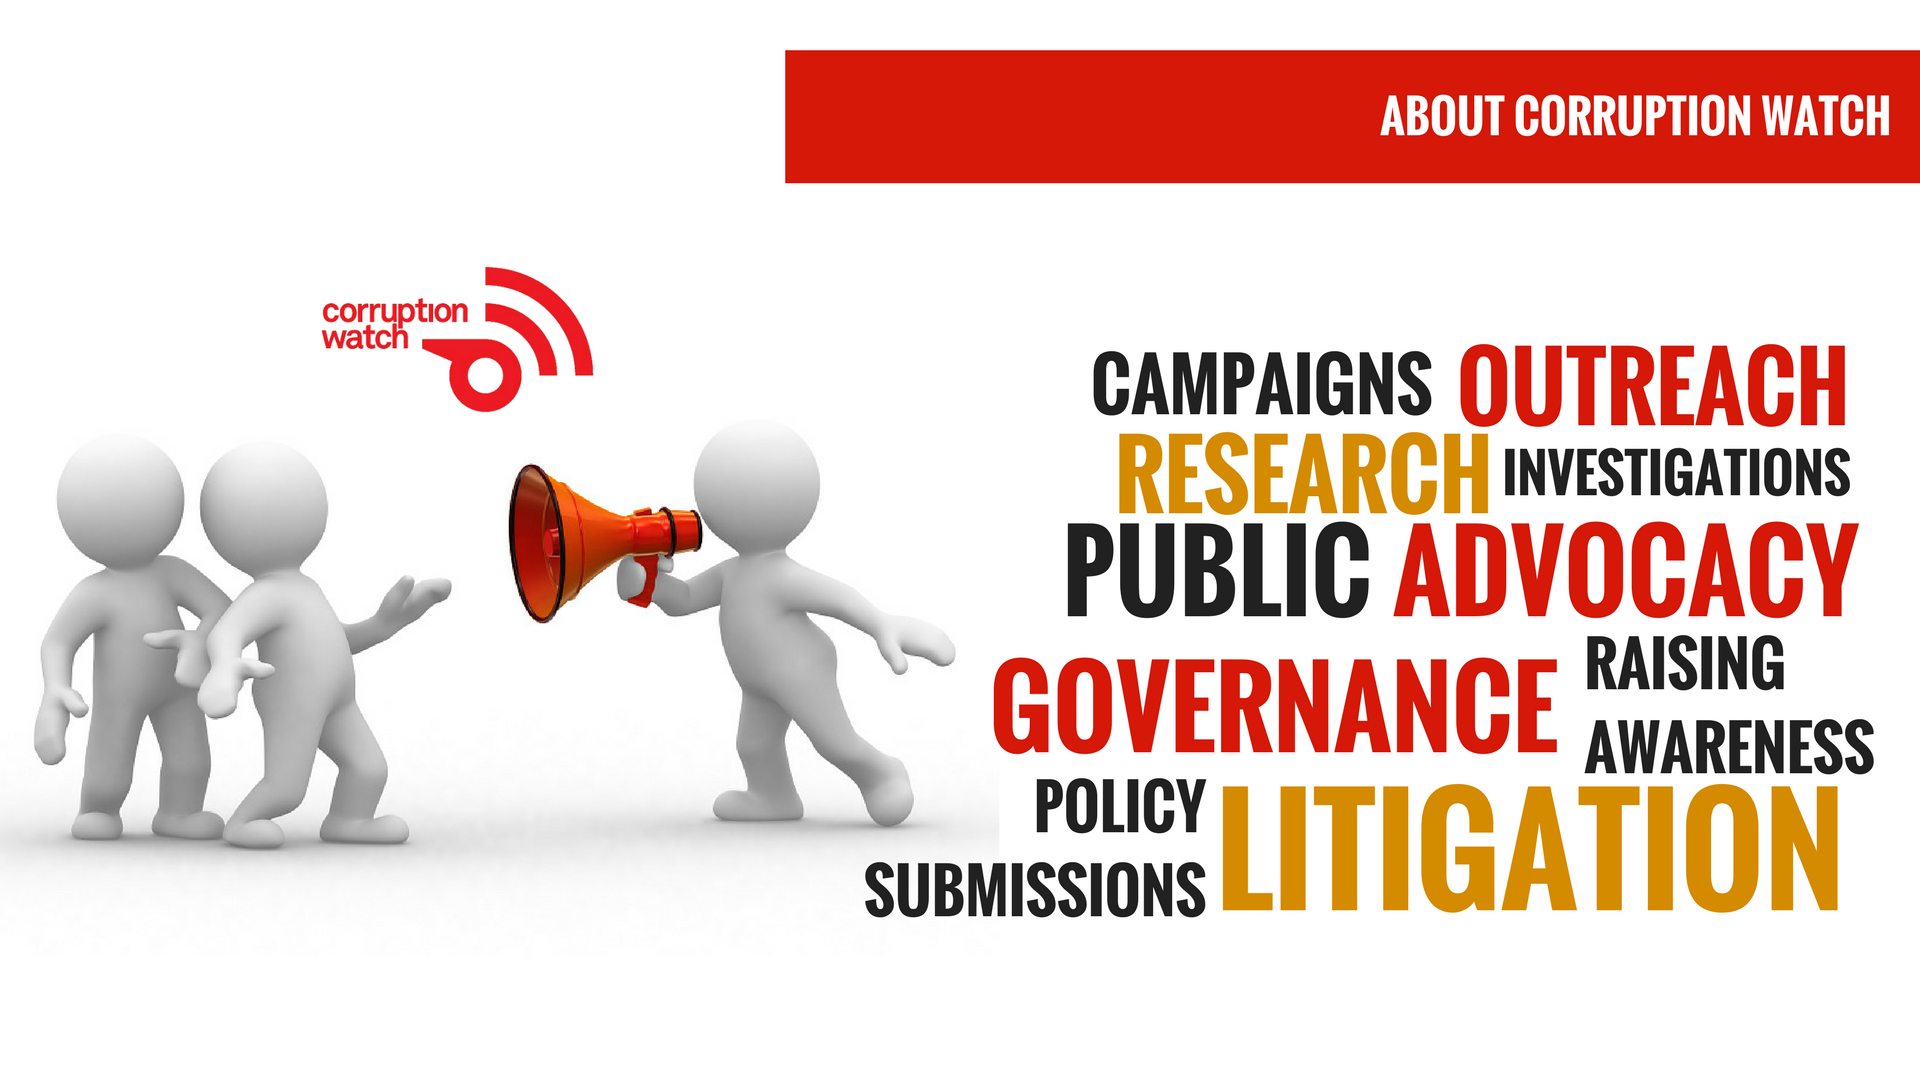 ABOUT CORRUPTION WATCH
corruption
watch
CAMPAIGNS OUTREACH
RESEARCH INVESTIGATIONS
PUBLIC ADVOCACY
GOVERNANCE RAISING
AWARENESS
POLICY
SUBMISSIONS LITIGATION